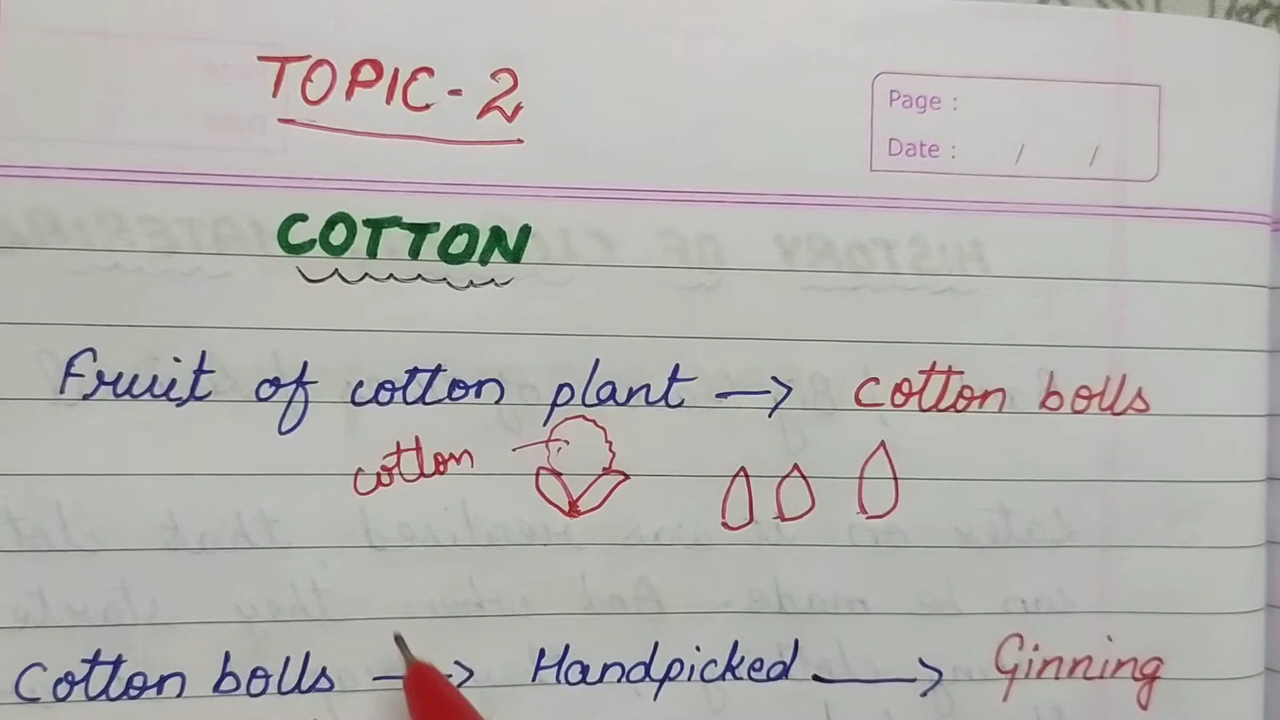 TOPIC-2
Page :
Date : / /
COTTON
Fruit of cotton plant → cotton bolls
cotton
Cotton bolls → Handpicked → Ginning